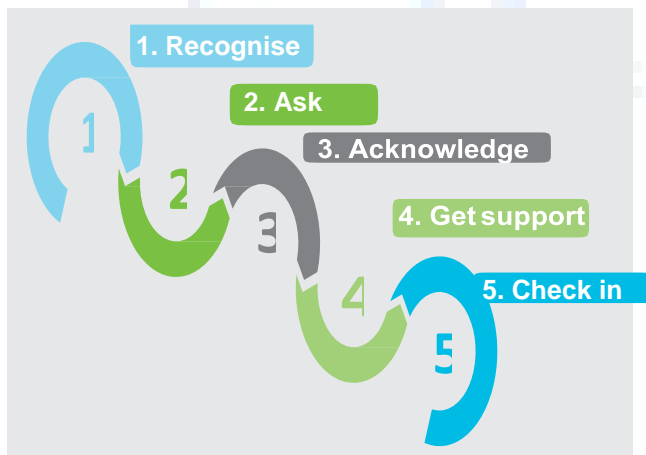 1. Recognise
2. Ask
3. Acknowledge
4. Get support
5. Check in
1
2
3
4
5